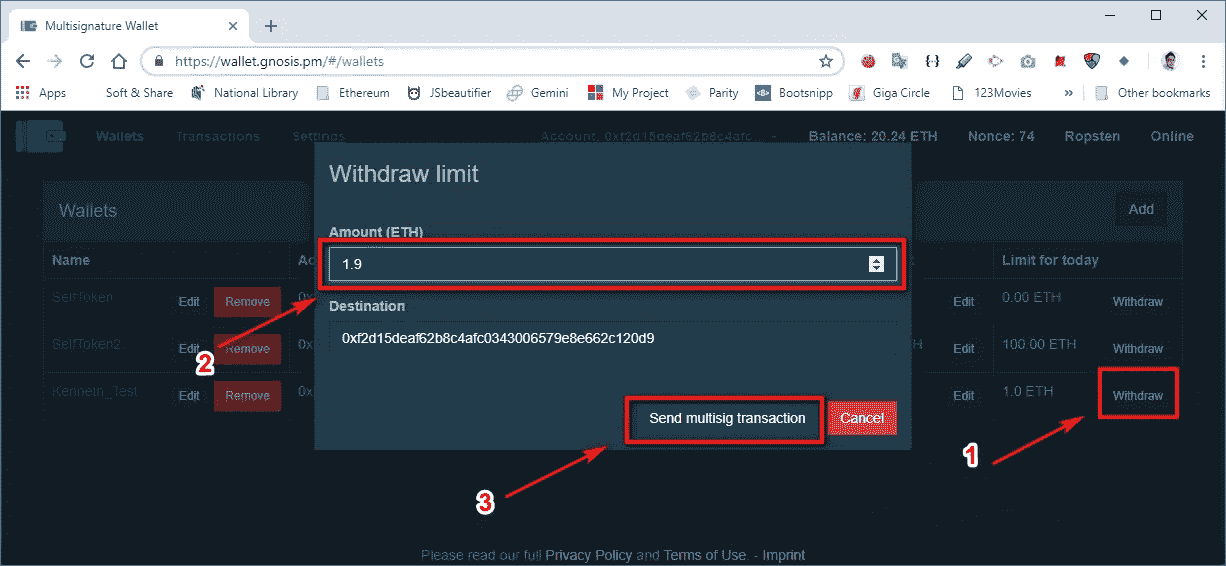 Multisignature Wallet
https://wallet.gnosis.pm/#/wallets
Apps Soft & Share National Library Ethereum JSbeautifier Gemini My Project Parity Bootsnipp Giga Circle 123Movies » Other bookmarks
Wallets Transactions Settings Account: 0xf2d15deaf62b8c4afc - Balance: 20.24 ETH Nonce: 74 Ropsten Online
Withdraw limit
Wallets Add
Amount (ETH)
Name Limit for today
1.9
SelfToken Edit Remove Edit 0.00 ETH Withdraw
Destination
0xf2d15deaf62b8c4afc0343006579e8e662c120d9
SelfToken2 Edit Remove Edit 100.00 ETH Withdraw
2
Kenneth_Test Edit Remove Edit 1.0 ETH Withdraw
Send multisig transaction Cancel
1
3
Please read our full Privacy Policy and Terms of Use. - Imprint